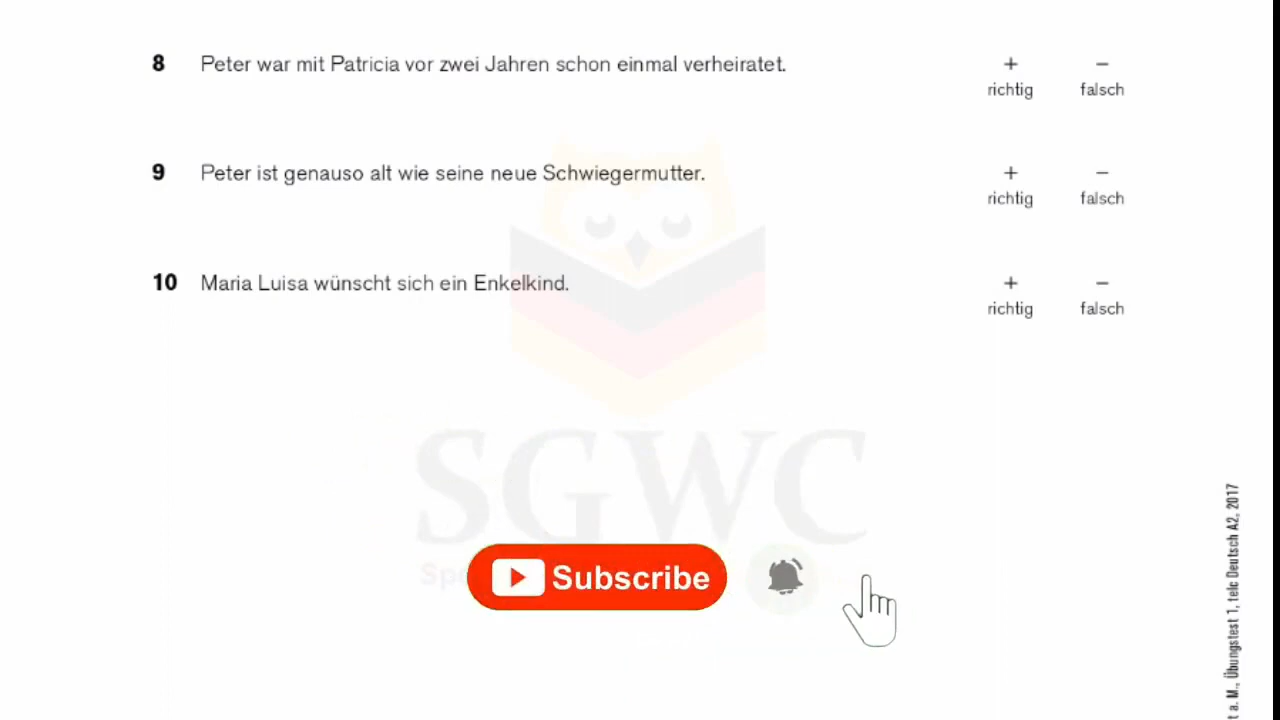 8 Peter war mit Patricia vor zwei Jahren schon einmal verheiratet. + −
richtig falsch
9 Peter ist genauso alt wie seine neue Schwiegermutter. + −
richtig falsch
10 Maria Luisa wünscht sich ein Enkelkind. + −
richtig falsch
SGWC
Sp
Subscribe
t a. M., Übungstest 1, telc Deutsch A2, 2017